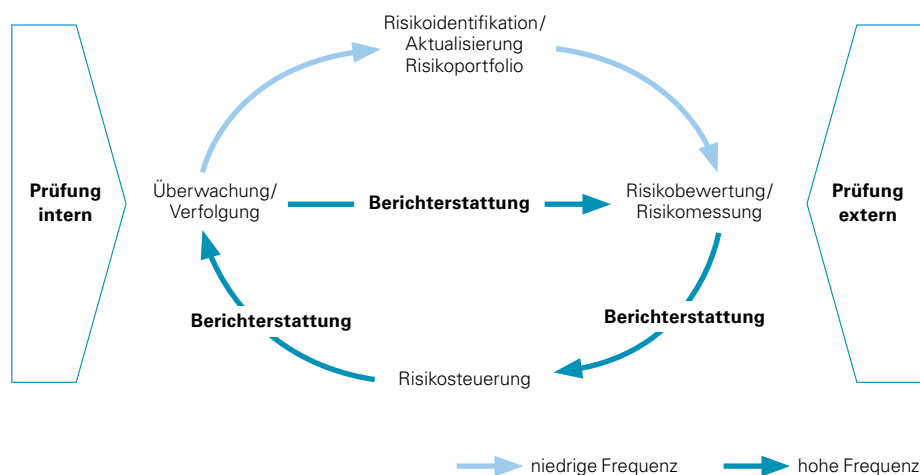 Risikoidentifikation/
Aktualisierung
Risikoportfolio
Prüfung
intern
Überwachung/
Verfolgung
Berichterstattung
Risikobewertung/
Risikomessung
Prüfung
extern
Berichterstattung
Berichterstattung
Risikosteuerung
niedrige Frequenz
hohe Frequenz